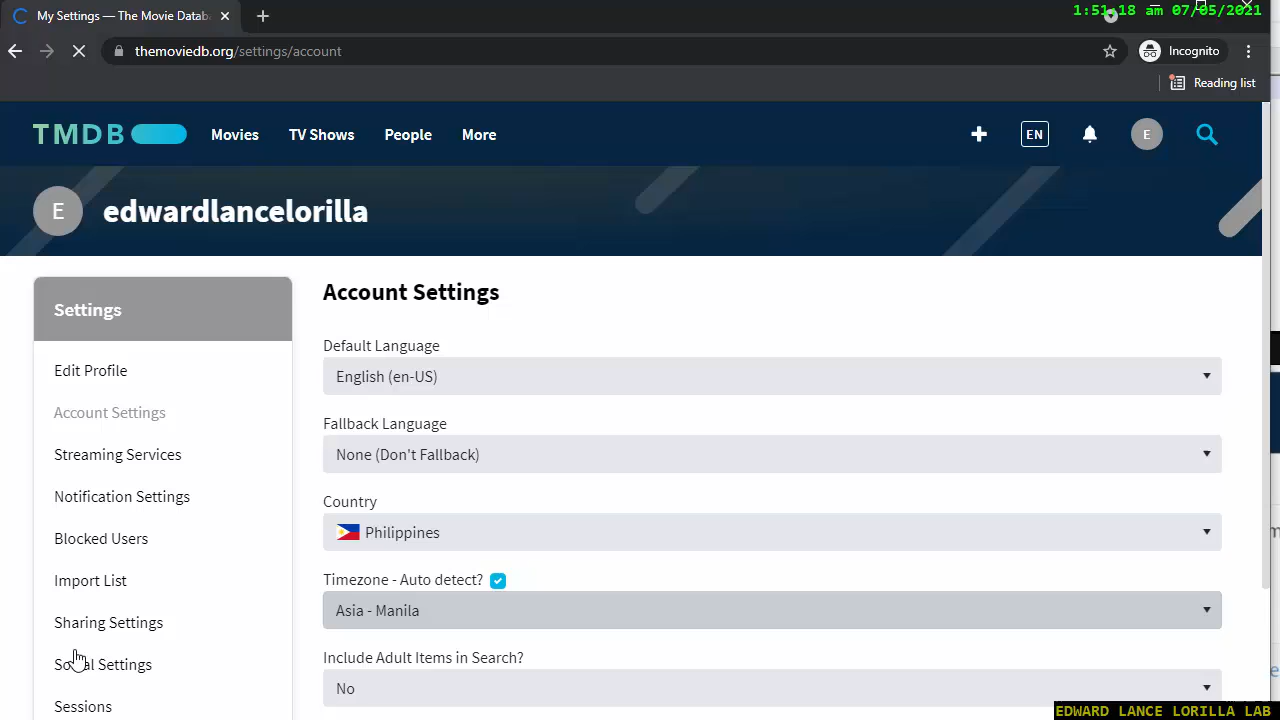 My Settings — The Movie Datab
1:51:18 am 07/05/2021
themoviedb.org/settings/account
Incognito
Reading list
TMDB
Movies
TV Shows
People
More
EN
E
E
edwardlancelorilla
Settings
Edit Profile
Account Settings
Streaming Services
Notification Settings
Blocked Users
Import List
Sharing Settings
Social Settings
Sessions
Account Settings
Default Language
English (en-US)
Fallback Language
None (Don't Fallback)
Country
Philippines
Timezone - Auto detect?
Asia - Manila
Include Adult Items in Search?
No
EDWARD LANCE LORILLA LAB